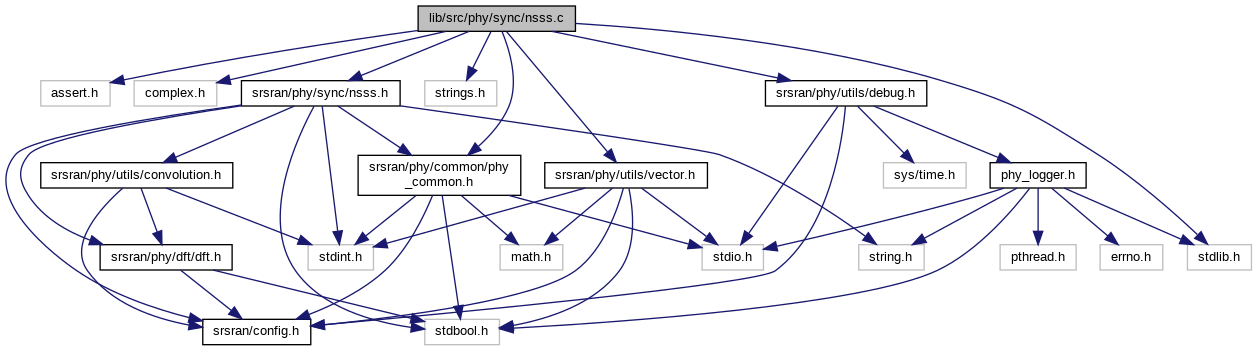 lib/src/phy/sync/nsss.c
assert.h
complex.h
srsran/phy/sync/nsss.h
strings.h
srsran/phy/utils/debug.h
srsran/phy/utils/convolution.h
srsran/phy/common/phy
_common.h
srsran/phy/utils/vector.h
sys/time.h
phy_logger.h
srsran/phy/dft/dft.h
stdint.h
math.h
stdio.h
string.h
pthread.h
errno.h
stdlib.h
srsran/config.h
stdbool.h